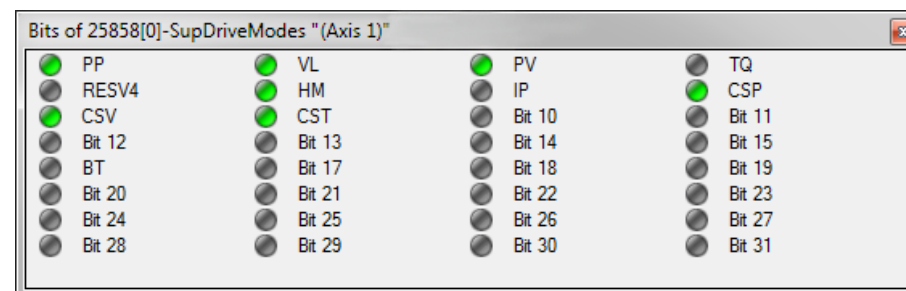 Bits of 25858[0]-SupDriveModes "(Axis 1)"
PP VL PV TQ
RESV4 HM IP CSP
CSV CST Bit 10 Bit 11
Bit 12 Bit 13 Bit 14 Bit 15
BT Bit 17 Bit 18 Bit 19
Bit 20 Bit 21 Bit 22 Bit 23
Bit 24 Bit 25 Bit 26 Bit 27
Bit 28 Bit 29 Bit 30 Bit 31